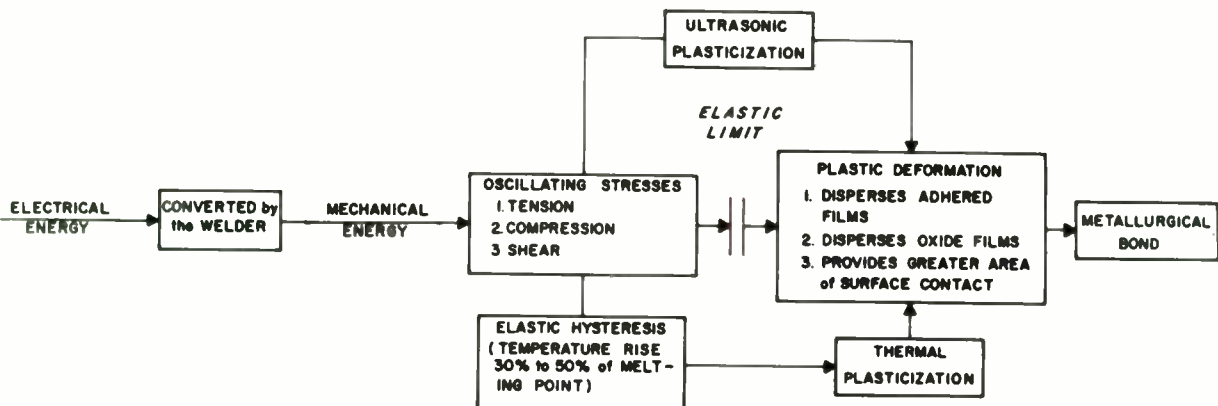 ULTRASONIC
PLASTICIZATION
ELASTIC
LIMIT
ELECTRICAL
ENERGY
CONVERTED by
the WELDER
MECHANICAL
ENERGY
OSCILLATING STRESSES
1. TENSION
2. COMPRESSION
3 SHEAR
PLASTIC DEFORMATION
1. DISPERSES ADHERED
FILMS
2. DISPERSES OXIDE FILMS
3. PROVIDES GREATER AREA
of SURFACE CONTACT
METALLURGICAL
BOND
ELASTIC HYSTERESIS
(TEMPERATURE RISE
30% to 50% of MELT-
ING POINT)
THERMAL
PLASTICIZATION